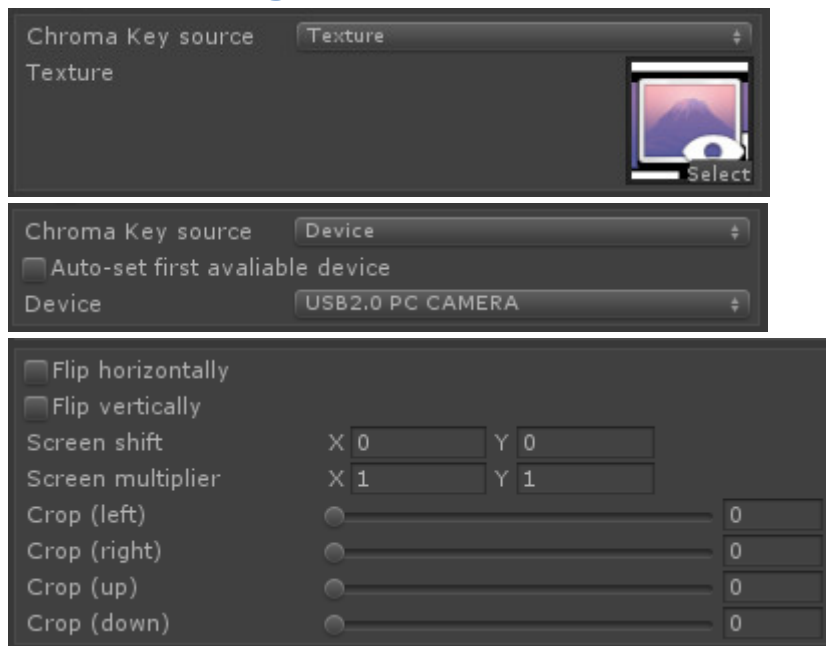 Chroma Key source Texture
Texture
Select
Chroma Key source Device
Auto-set first avaliable device
Device USB2.0 PC CAMERA
Flip horizontally
Flip vertically
Screen shift X 0 Y 0
Screen multiplier X 1 Y 1
Crop (left) 0
Crop (right) 0
Crop (up) 0
Crop (down) 0